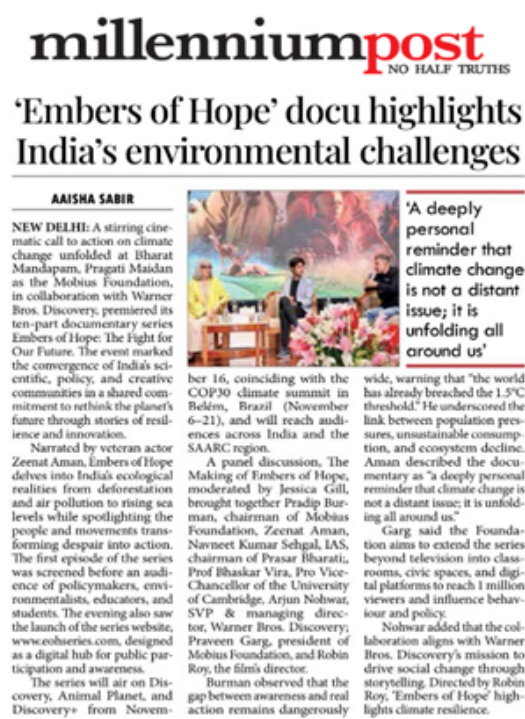 millenniumpost
NO HALF TRUTHS
'Embers of Hope' docu highlights
India's environmental challenges
AAISHA SABIR
NEW DELHI: A stirring cine-
matic call to action on climate
change unfolded at Bharat
Mandapam, Pragati Maidan
as the Mobius Foundation,
in collaboration with Warner
Bros. Discovery, premiered its
ten-part documentary series
Embers of Hope: The Fight for
Our Future. The event marked
the convergence of India's sci-
entific, policy, and creative
communities in a shared com-
mitment to rethink the planet's
future through stories of resil-
ience and innovation.
Narrated by veteran actor
Zeenat Aman, Embers of Hope
delves into India's ecological
realities from deforestation
and air pollution to rising sea
levels while spotlighting the
people and movements trans-
forming despair into action.
The first episode of the series
was screened before an audi-
ence of policymakers, envi-
ronmentalists, educators, and
students. The evening also saw
the launch of the series website,
www.eohseries.com, designed
as a digital hub for public par-
ticipation and awareness.
The series will air on Dis-
covery, Animal Planet, and
Discovery+ from Novem-
'A deeply
personal
reminder that
climate change
is not a distant
issue; it is
unfolding all
around us'
ber 16, coinciding with the
COP30 climate summit in
Belém, Brazil (November
6–21), and will reach audi-
ences across India and the
SAARC region.
A panel discussion, The
Making of Embers of Hope,
moderated by Jessica Gill,
brought together Pradip Bur-
man, chairman of Mobius
Foundation, Zeenat Aman,
Navneet Kumar Sehgal, IAS,
chairman of Prasar Bharati;,
Prof Bhaskar Vira, Pro Vice-
Chancellor of the University
of Cambridge, Arjun Nohwar,
SVP & managing direc-
tor, Warner Bros. Discovery;
Praveen Garg, president of
Mobius Foundation, and Robin
Roy, the film's director.
Burman observed that the
gap between awareness and real
action remains dangerously
wide, warning that "the world
has already breached the 1.5°C
threshold." He underscored the
link between population pres-
sures, unsustainable consump-
tion, and ecosystem decline.
Aman described the docu-
mentary as "a deeply personal
reminder that climate change is
not a distant issue; it is unfold-
ing all around us."
Garg said the Founda-
tion aims to extend the series
beyond television into class-
rooms, civic spaces, and digi-
tal platforms to reach 1 million
viewers and influence behav-
iour and policy.
Nohwar added that the col-
laboration aligns with Warner
Bros. Discovery's mission to
drive social change through
storytelling. Directed by Robin
Roy, 'Embers of Hope' high-
lights climate resilience.